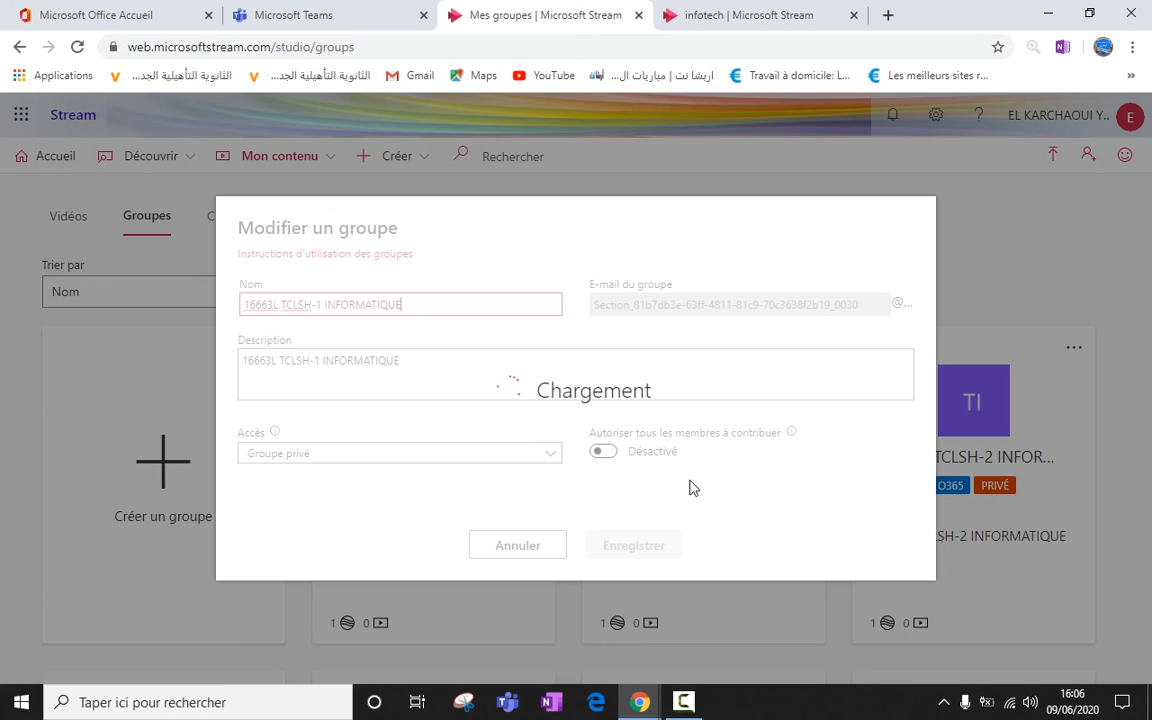 Microsoft Office Accueil
Microsoft Teams
Mes groupes | Microsoft Stream
infotech | Microsoft Stream
web.microsoftstream.com/studio/groups
Applications
الثانوية التأهيلية الجد...
الثانوية التأهيلية الجد...
Gmail
Maps
YouTube
اربشا نت | مباريات ال...
Travail à domicile: L...
Les meilleurs sites r...
»
Stream
EL KARCHAOUI Y..
E
Accueil
Découvrir
Mon contenu
Créer
Rechercher
Vidéos
Groupes
C
Trier par
Nom
Créer un groupe
Modifier un groupe
Instructions d'utilisation des groupes
Nom
E-mail du groupe
16663L TCLSH-1 INFORMATIQUE
Section_81b7db3e-63ff-4811-81c9-70c3638f2b19_0030
@...
Description
16663L TCLSH-1 INFORMATIQUE
Chargement
Accès
Groupe privé
Autoriser tous les membres à contribuer
Désactivé
Annuler
Enregistrer
TI
TCLSH-2 INFOR...
O365
PRIVÉ
SH-2 INFORMATIQUE
1
0
1
0
1
0
Taper ici pour rechercher
16:06
09/06/2020